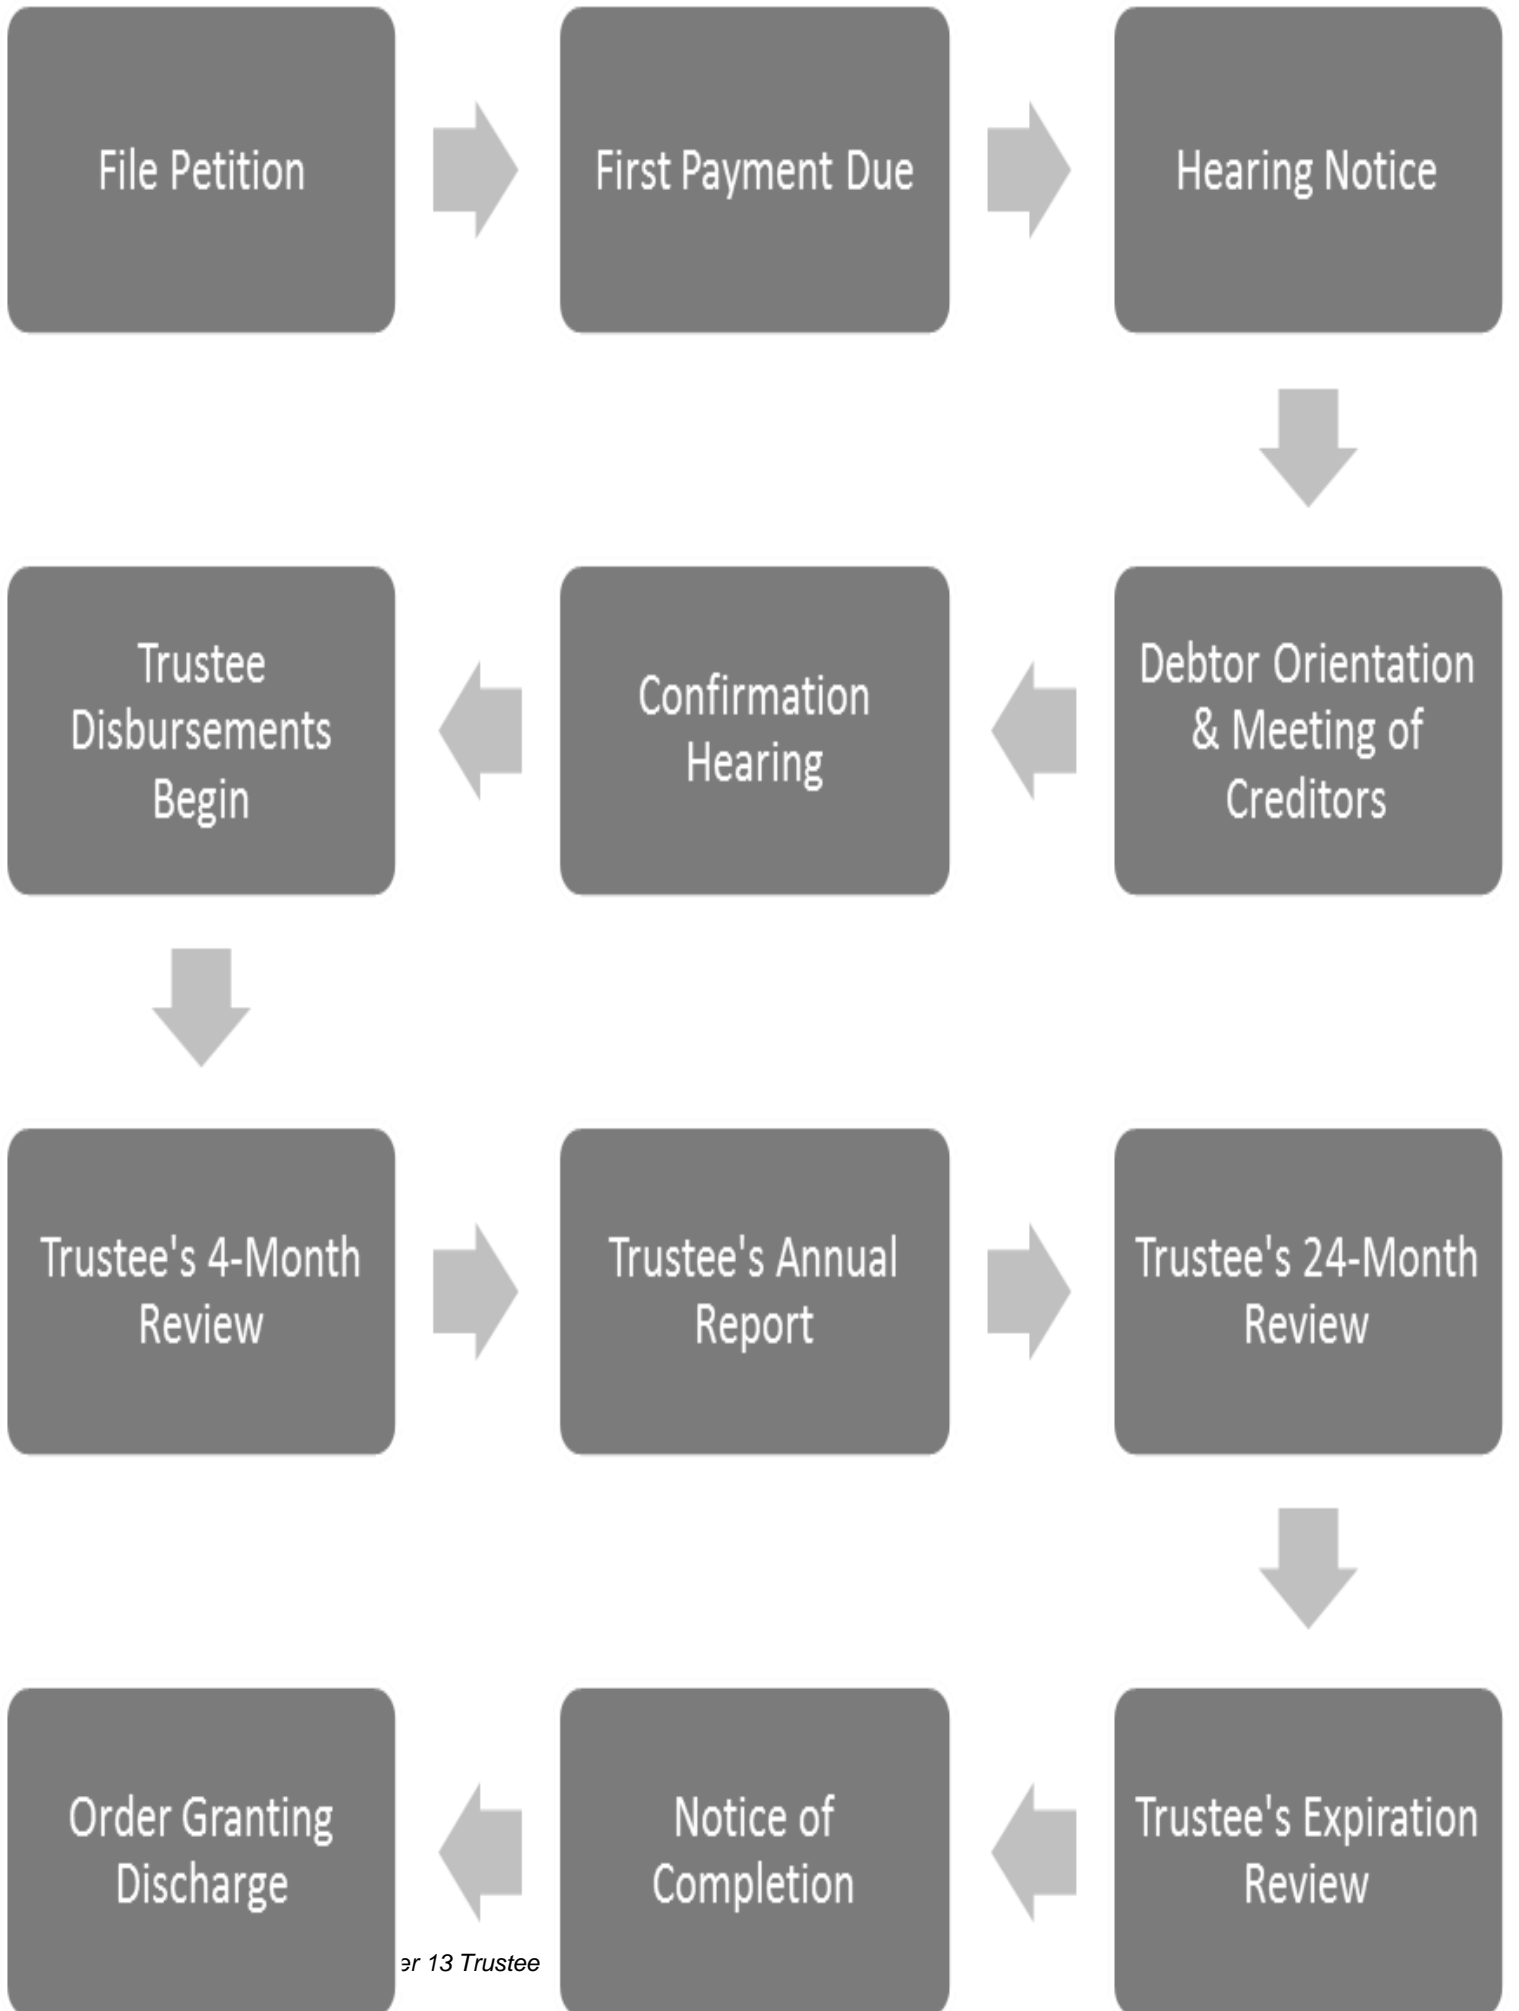 File Petition
First Payment Due
Hearing Notice
Debtor Orientation
& Meeting of
Creditors
Confirmation
Hearing
Trustee
Disbursements
Begin
Trustee's 4-Month
Review
Trustee's Annual
Report
Trustee's 24-Month
Review
Trustee's Expiration
Review
Notice of
Completion
Order Granting
Discharge
er 13 Trustee